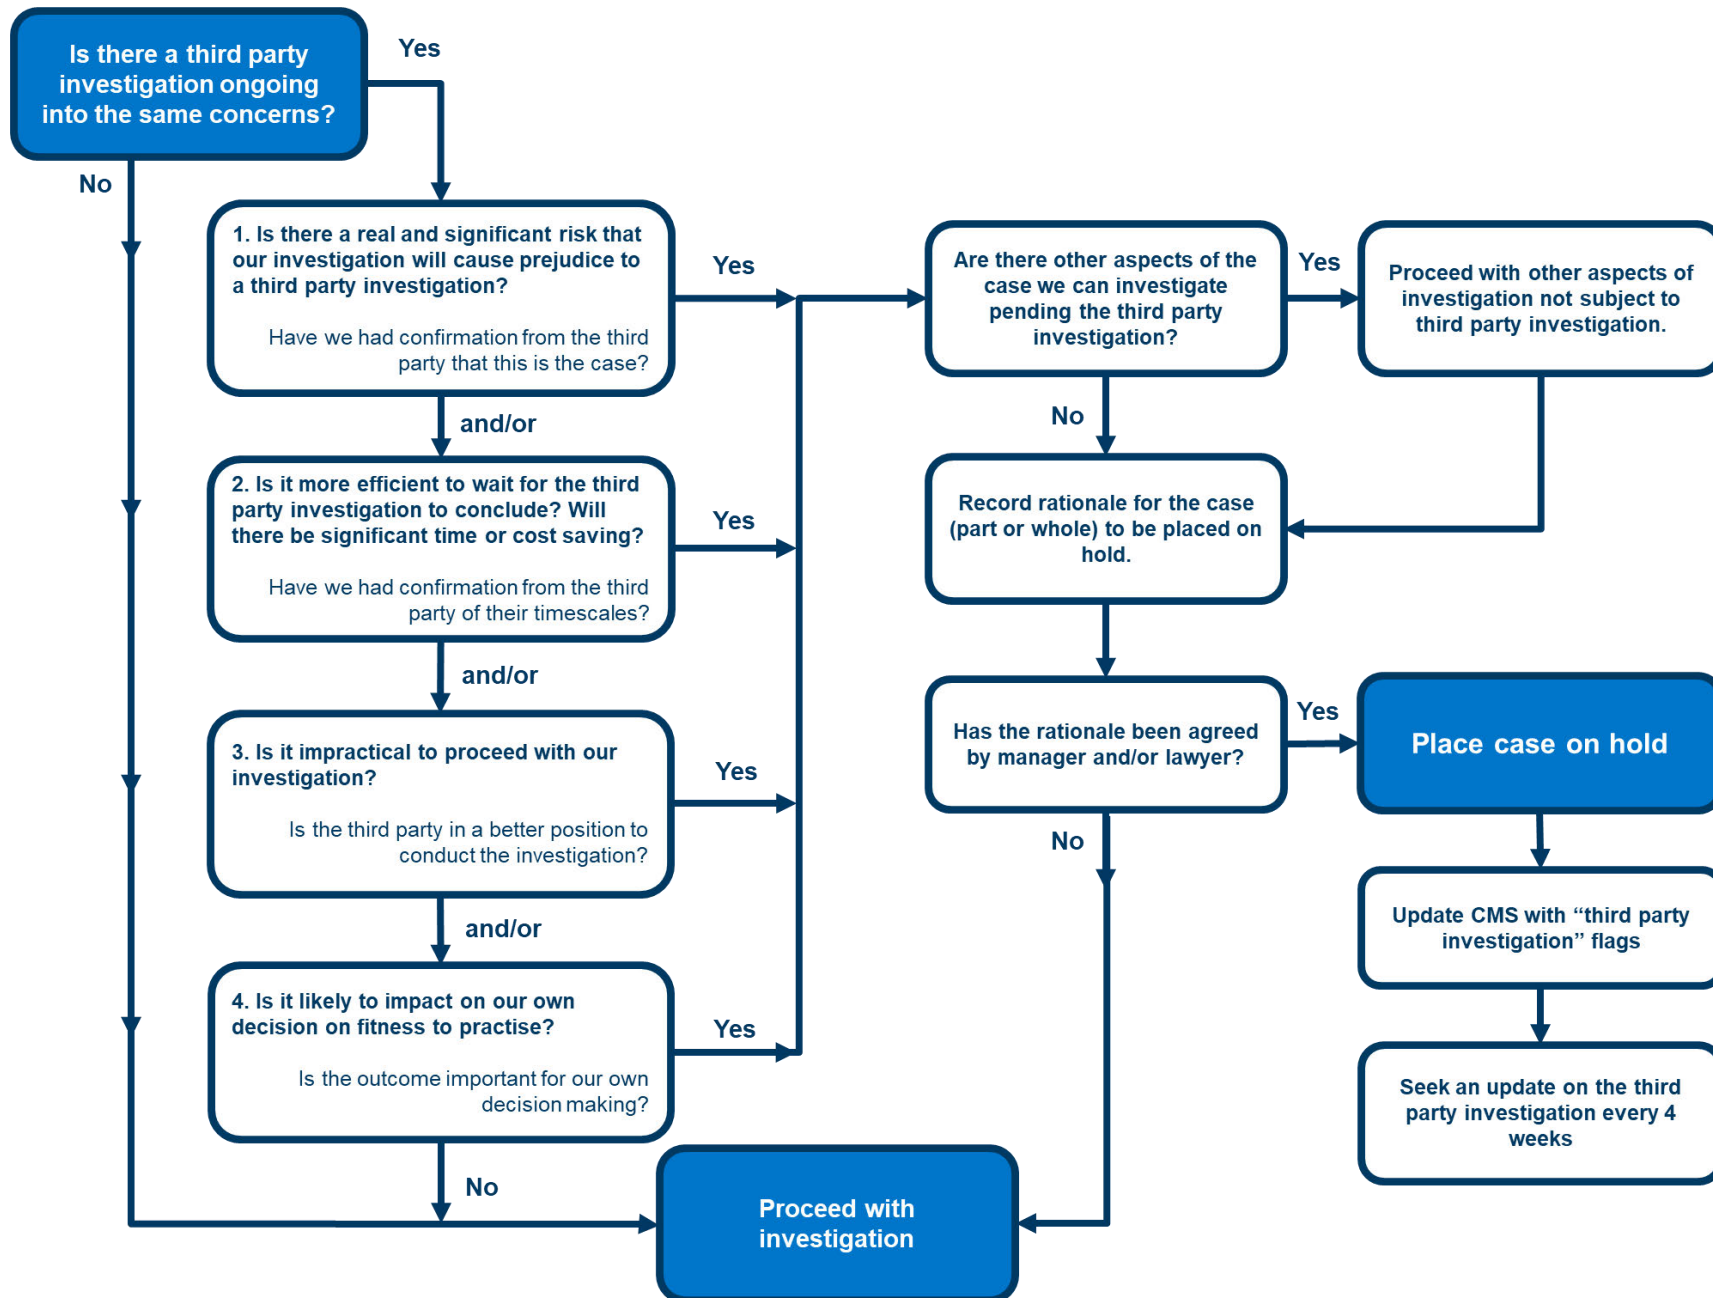 Is there a third party
investigation ongoing
into the same concerns?
Yes
No
1. Is there a real and significant risk that
our investigation will cause prejudice to
a third party investigation?
Have we had confirmation from the third
party that this is the case?
Yes
and/or
2. Is it more efficient to wait for the third
party investigation to conclude? Will
there be significant time or cost saving?
Have we had confirmation from the third
party of their timescales?
Yes
and/or
3. Is it impractical to proceed with our
investigation?
Is the third party in a better position to
conduct the investigation?
Yes
and/or
4. Is it likely to impact on our own
decision on fitness to practise?
Is the outcome important for our own
decision making?
Yes
No
Are there other aspects of the
case we can investigate
pending the third party
investigation?
Yes
No
Proceed with other aspects of
investigation not subject to
third party investigation.
Record rationale for the case
(part or whole) to be placed on
hold.
Has the rationale been agreed
by manager and/or lawyer?
Yes
No
Place case on hold
Update CMS with “third party
investigation” flags
Seek an update on the third
party investigation every 4
weeks
Proceed with
investigation